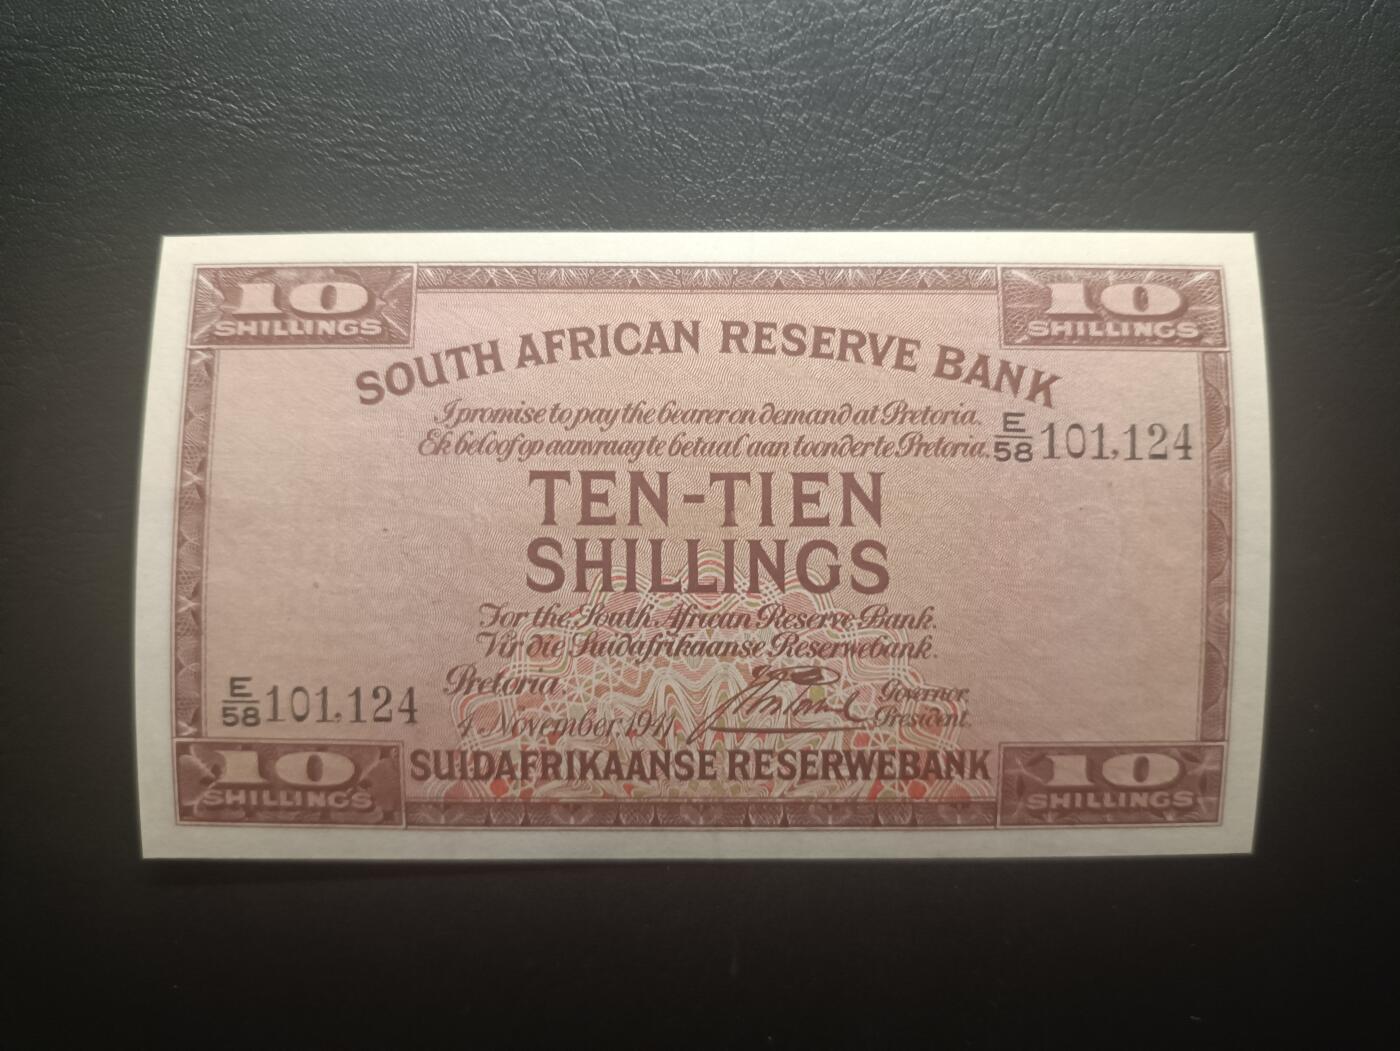 10
SHILLINGS
10
SHILLINGS
SOUTH AFRICAN RESERVE BANK
I promise to pay the bearer on demand at Pretoria.
Ek beloof op aanvraag te betaal aan toonder te Pretoria.
E/58 101,124
TEN-TIEN
SHILLINGS
For the South African Reserve Bank.
Vir die Suidafrikaanse Reserwebank.
Pretoria.
4 November 1941
Governor.
President.
E/58 101,124
10
SHILLINGS
SUIDAFRIKAANSE RESERWEBANK
10
SHILLINGS